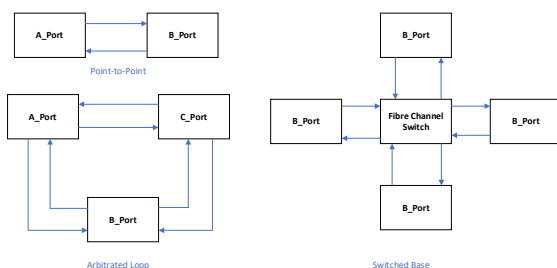 A_Port
B_Port
Point-to-Point
A_Port
C_Port
B_Port
Arbitrated Loop
B_Port
B_Port
Fibre Channel
Switch
B_Port
B_Port
Switched Base